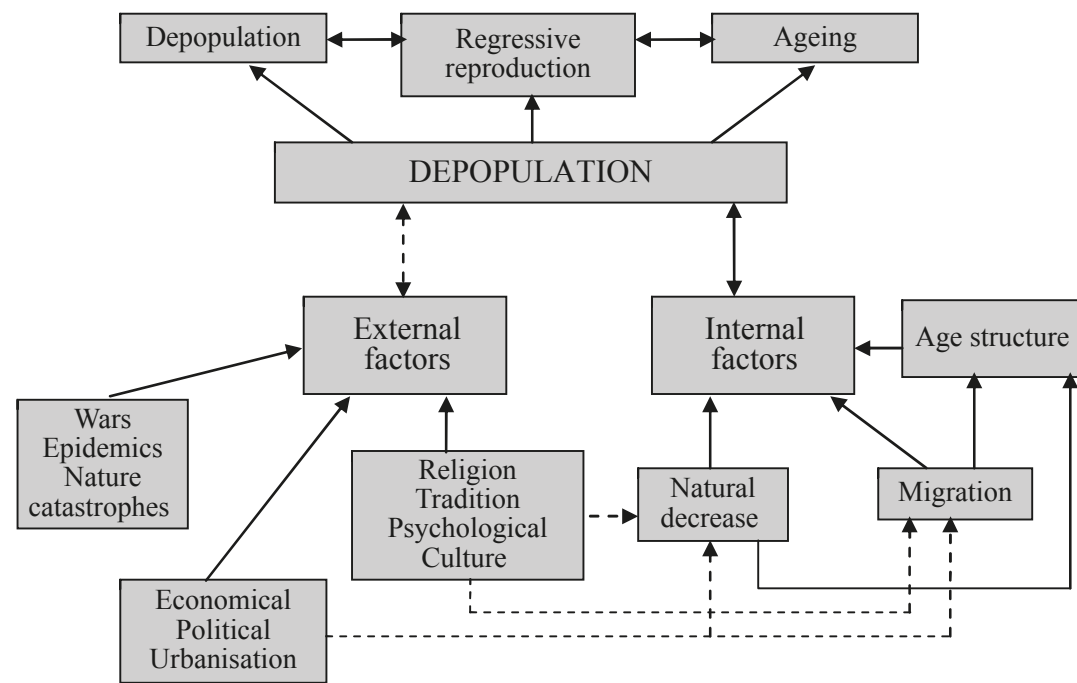 Depopulation
Regressive
reproduction
Ageing
DEPOPULATION
External
factors
Internal
factors
Age structure
Wars
Epidemics
Nature
catastrophes
Religion
Tradition
Psychological
Culture
Natural
decrease
Migration
Economical
Political
Urbanisation